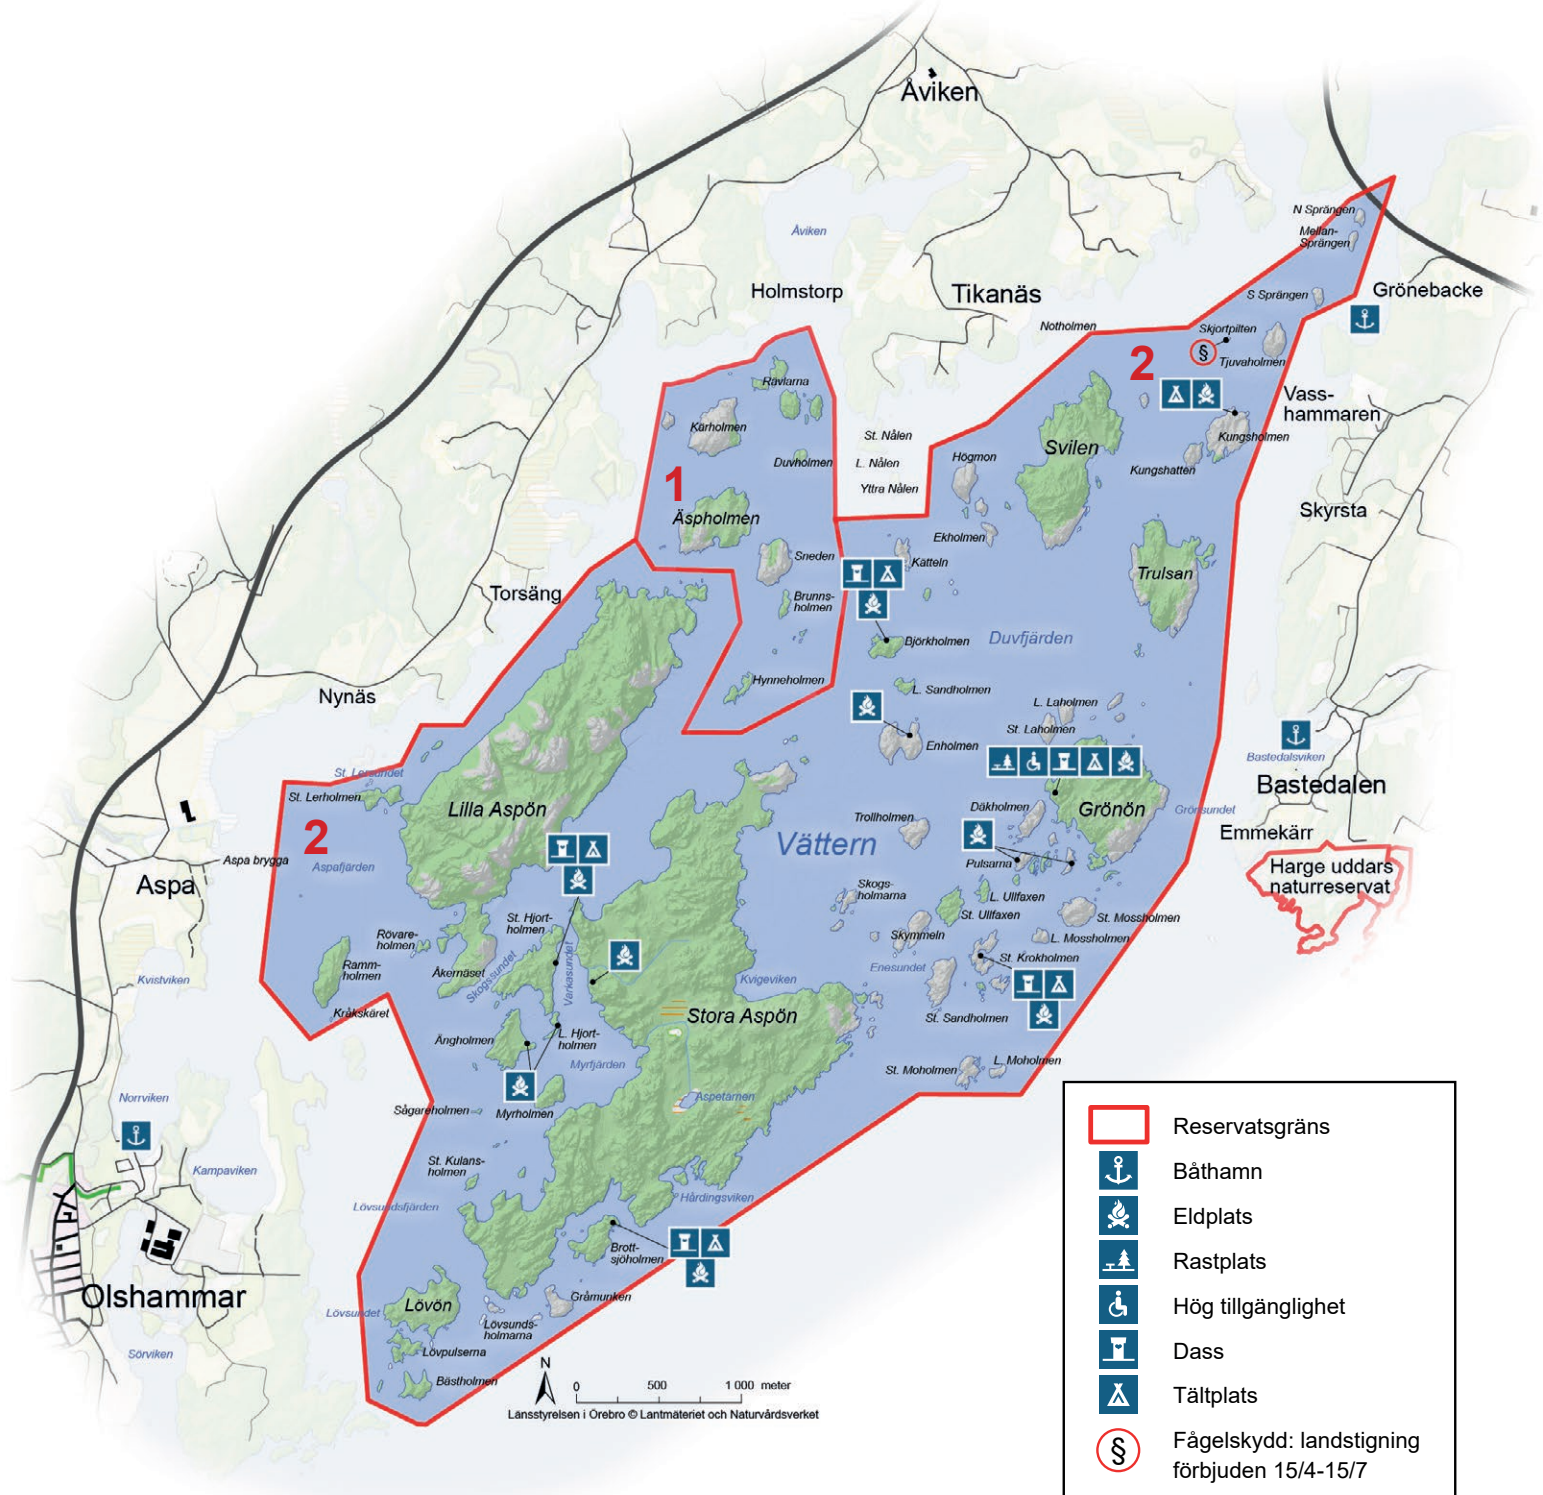 Åviken
N Sprängen
Mellan-
Sprängen
Åviken
Holmstorp
Tikanäs
S Sprängen
Grönebacke
Notholmen
Skjortpilten
§
Tjuvaholmen
2
Rävlarna
Vass-
hammaren
Kärholmen
St. Nålen
Svilen
Kungsholmen
Duvholmen
L. Nålen
Högmon
Kungshatten
1
Yttra Nålen
Äspholmen
Skyrsta
Ekholmen
Sneden
Katteln
Trulsan
Torsäng
Brunns-
holmen
Björkholmen
Duvfjärden
Nynäs
Hynneholmen
L. Sandholmen
L. Laholmen
St. Laholmen
Enholmen
Bastedalsviken
St. Lersundet
Bastedalen
St. Lerholmen
Lilla Aspön
Däkholmen
Grönön
Grönsundet
Trollholmen
Emmekärr
2
Vättern
Aspa brygga
Aspafjärden
Pulsarna
Harge uddars
naturreservat
Aspa
Skogs-
holmarna
L. Ullfaxen
St. Ullfaxen
St. Mossholmen
St. Hjort-
holmen
Rövare-
holmen
Skymmeln
L. Mossholmen
Ramm-
holmen
Åkernäset
Skogssundet
Varkasundet
Enesundet
St. Krokholmen
Kvistviken
Kvigeviken
Kråkskäret
Stora Aspön
St. Sandholmen
Ängholmen
L. Hjort-
holmen
Myrfjärden
St. Moholmen
L. Moholmen
Norrviken
Sågareholmen
Myrholmen
Aspetärnen
St. Kulans-
holmen
Kampaviken
Hårdingsviken
Lövsundsfjärden
Brott-
sjöholmen
Olshammar
Lövön
Gråmunken
Lövsundet
Lövsunds-
holmarna
Lövpulserna
Sörviken
Bästholmen
N
0 500 1 000 meter
Länsstyrelsen i Örebro © Lantmäteriet och Naturvårdsverket
Reservatsgräns
Båthamn
Eldplats
Rastplats
Hög tillgänglighet
Dass
Tältplats
§
Fågelskydd: landstigning
förbjuden 15/4-15/7